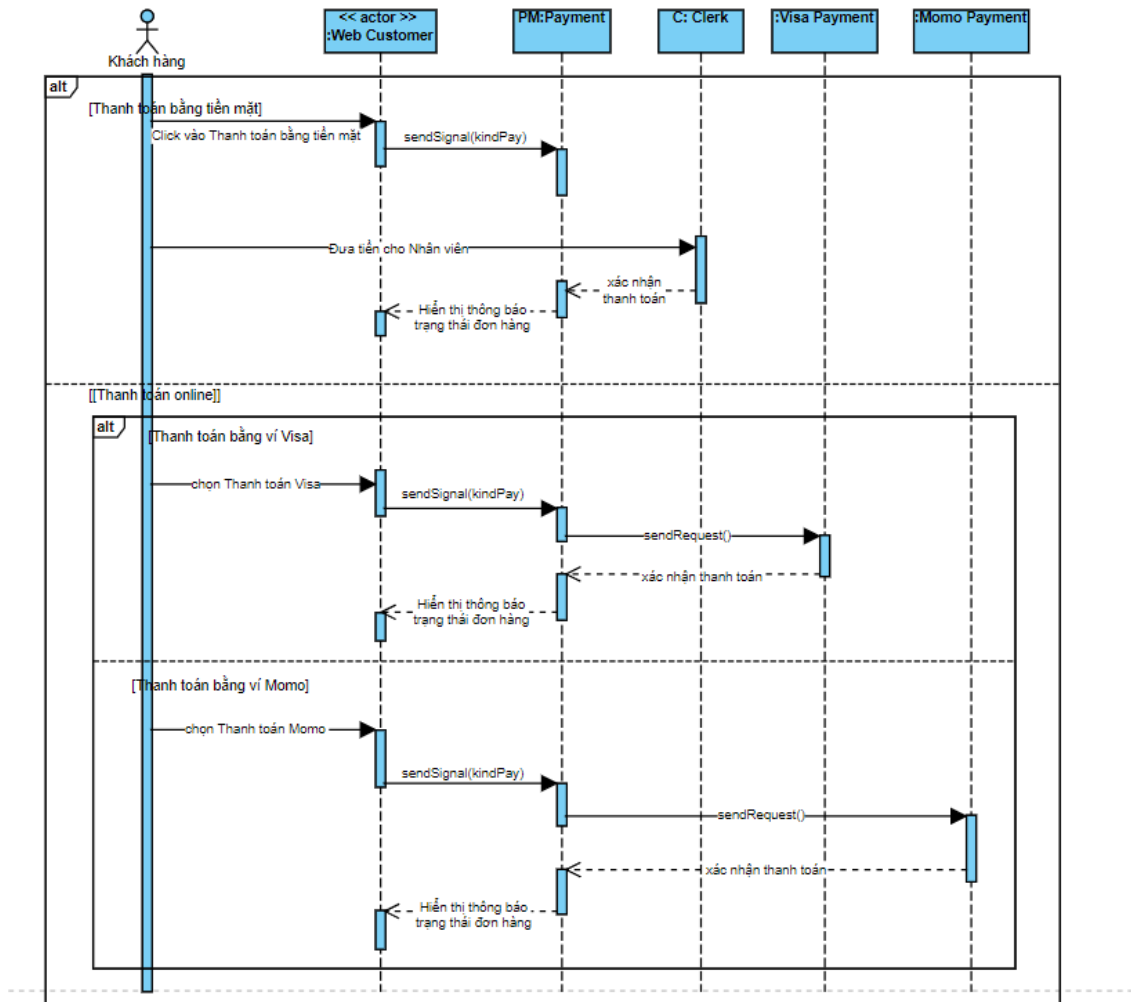 Khách hàng
<< actor >>
:Web Customer
PM:Payment
C: Clerk
:Visa Payment
:Momo Payment
alt
[Thanh toán bằng tiền mặt]
Click vào Thanh toán bằng tiền mặt
sendSignal(kindPay)
Đưa tiền cho Nhân viên
xác nhận
thanh toán
Hiển thị thông báo
trạng thái đơn hàng
[[Thanh toán online]]
alt
[Thanh toán bằng ví Visa]
chọn Thanh toán Visa
sendSignal(kindPay)
sendRequest()
xác nhận thanh toán
Hiển thị thông báo
trạng thái đơn hàng
[Thanh toán bằng ví Momo]
chọn Thanh toán Momo
sendSignal(kindPay)
sendRequest()
xác nhận thanh toán
Hiển thị thông báo
trạng thái đơn hàng